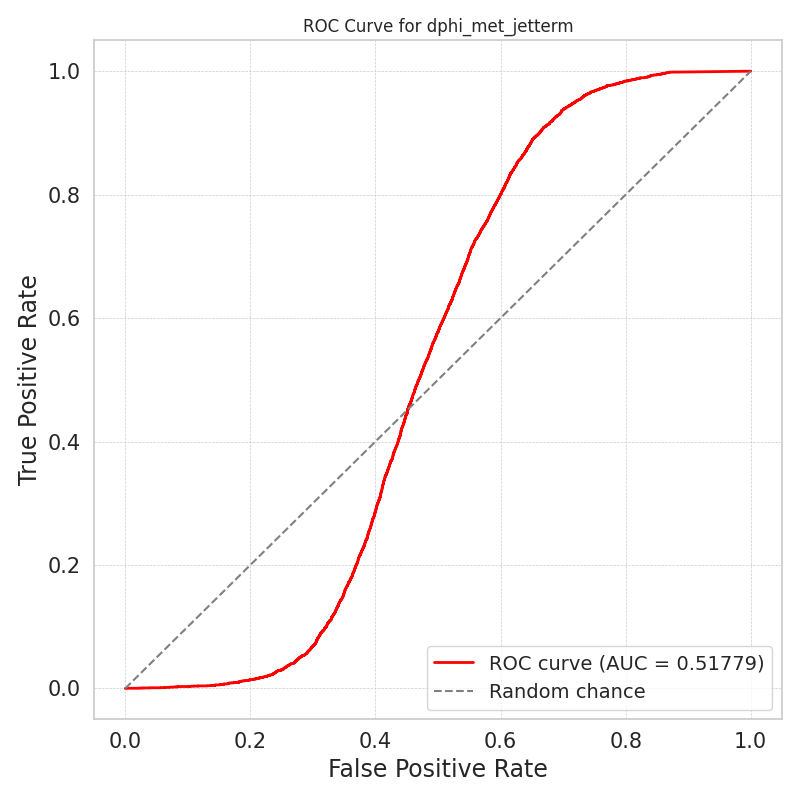 ROC Curve for dphi_met_jetterm
True Positive Rate
1.0
0.8
0.6
0.4
0.2
0.0
ROC curve (AUC = 0.51779)
Random chance
0.0 0.2 0.4 0.6 0.8 1.0
False Positive Rate